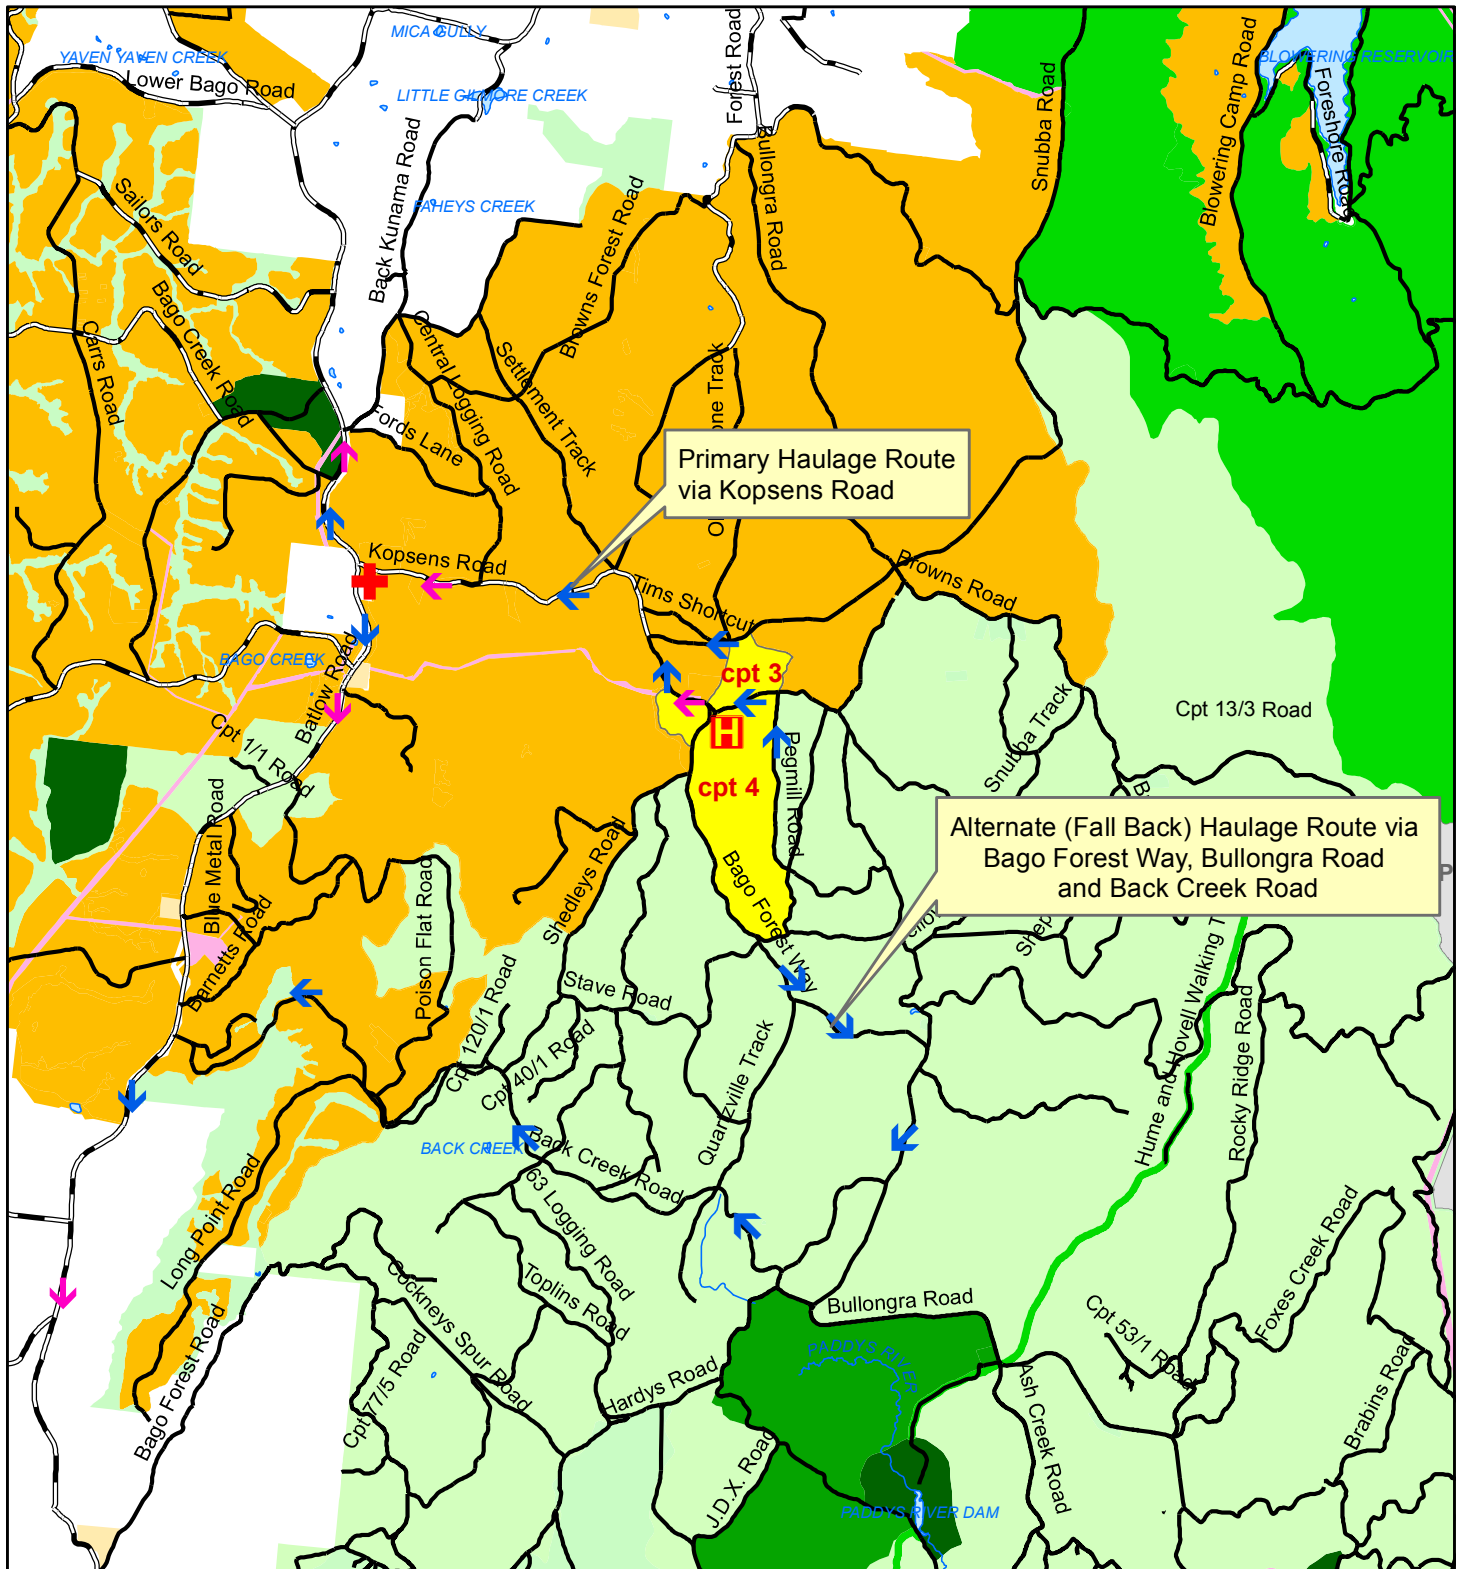 MICA GULLY
YAVEN YAVEN CREEK
Lower Bago Road
LITTLE GILMORE CREEK
Forest Road
BLOWERING RESERVOIR
Blowering Camp Road
Foreshore Road
Snubba Road
Bullongra Road
Back Kunama Road
FAHEYS CREEK
Browns Forest Road
Sailors Road
Bago Creek Road
Carrs Road
Central Logging Road
Settlement Track
Fords Lane
one Track
Primary Haulage Route
via Kopsens Road
Kopsens Road
Browns Road
Tims Shortcut
BAGO CREEK
Batlow Road
cpt 3
Cpt 13/3 Road
Snubba Track
Cpt 1/1 Road
H
Pegmill Road
cpt 4
Alternate (Fall Back) Haulage Route via
Bago Forest Way, Bullongra Road
and Back Creek Road
P
Blue Metal Road
Shedleys Road
Bago Forest Way
Barnetts Road
Poison Flat Road
Stave Road
Cpt 120/1 Road
Cpt 40/1 Road
Quartzville Track
Hume and Hovell Walking T
Rocky Ridge Road
BACK CREEK
Back Creek Road
63 Logging Road
Long Point Road
Foxes Creek Road
Toplins Road
Cockneys Spur Road
Bullongra Road
Bago Forest Road
Cpt 77/5 Road
PADDYS RIVER
Cpt 53/1 Road
Hardys Road
Ash Creek Road
Brabins Road
J.D.X. Road
PADDYS RIVER DAM